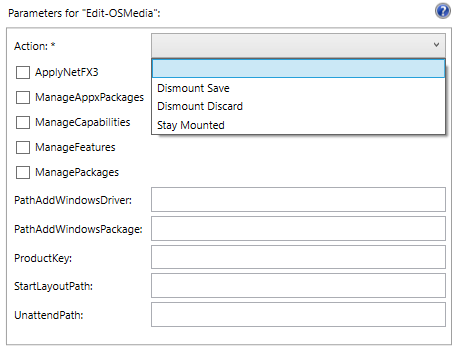 Parameters for "Edit-OSMedia":
Action: *
Dismount Save
Dismount Discard
Stay Mounted
ApplyNetFX3
ManageAppxPackages
ManageCapabilities
ManageFeatures
ManagePackages
PathAddWindowsDriver:
PathAddWindowsPackage:
ProductKey:
StartLayoutPath:
UnattendPath: